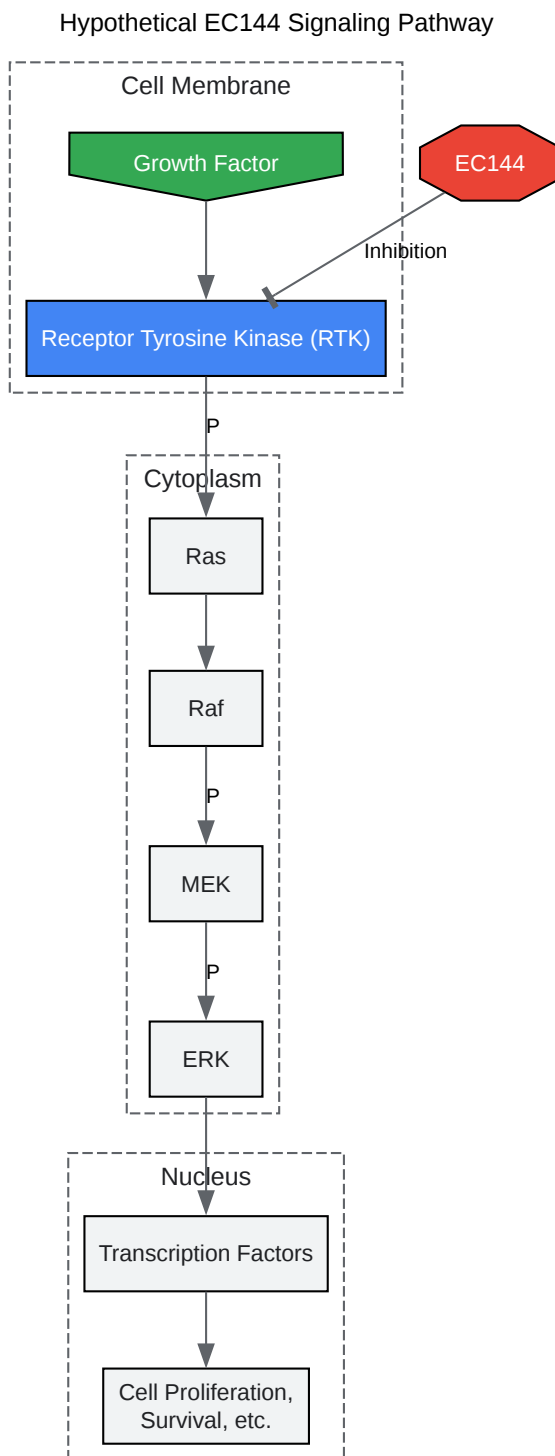 Hypothetical EC144 Signaling Pathway
Cell Membrane
Growth Factor
EC144
Inhibition
Receptor Tyrosine Kinase (RTK)
P
Cytoplasm
Ras
Raf
P
MEK
P
ERK
Nucleus
Transcription Factors
Cell Proliferation,
Survival, etc.